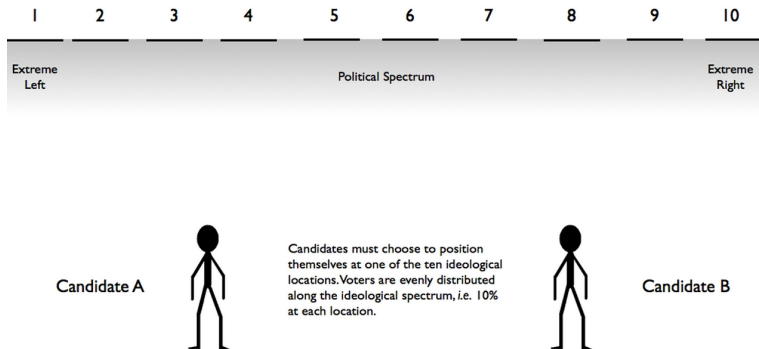 1 2 3 4 5 6 7 8 9 10
Extreme Left
Political Spectrum
Extreme Right
Candidates must choose to position
themselves at one of the ten ideological
locations.Voters are evenly distributed
along the ideological spectrum, i.e. 10%
at each location.
Candidate A
Candidate B